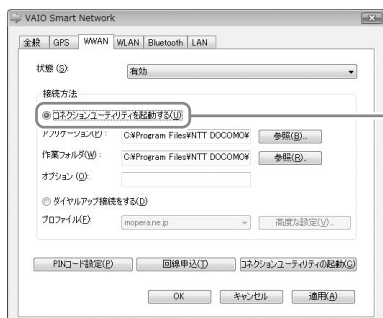 VAIO Smart Network
全般 GPS WWAN WLAN Bluetooth LAN
状態 (S): 有効
接続方法
コネクションユーティリティを起動する(U)
アプリケーション(P): C:¥Program Files¥NTT DOCOMO¥ 参照(B)...
作業フォルダ(W): C:¥Program Files¥NTT DOCOMO¥ 参照(R)...
オプション (O):
ダイヤルアップ接続をする(D)
プロファイル(F): mopera.ne.jp 高度な設定(V)...
PINコード設定(P) 回線申込(T) コネクションユーティリティの起動(C)
OK キャンセル 適用(A)